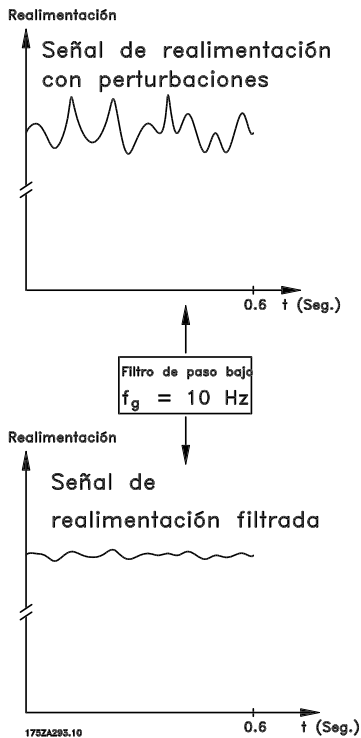 Realimentación
Señal de realimentación
con perturbaciones
0.6 t (Seg.)
Filtro de paso bajo
fg = 10 Hz
Realimentación
Señal de
realimentación filtrada
0.6 t (Seg.)
175ZA293.10